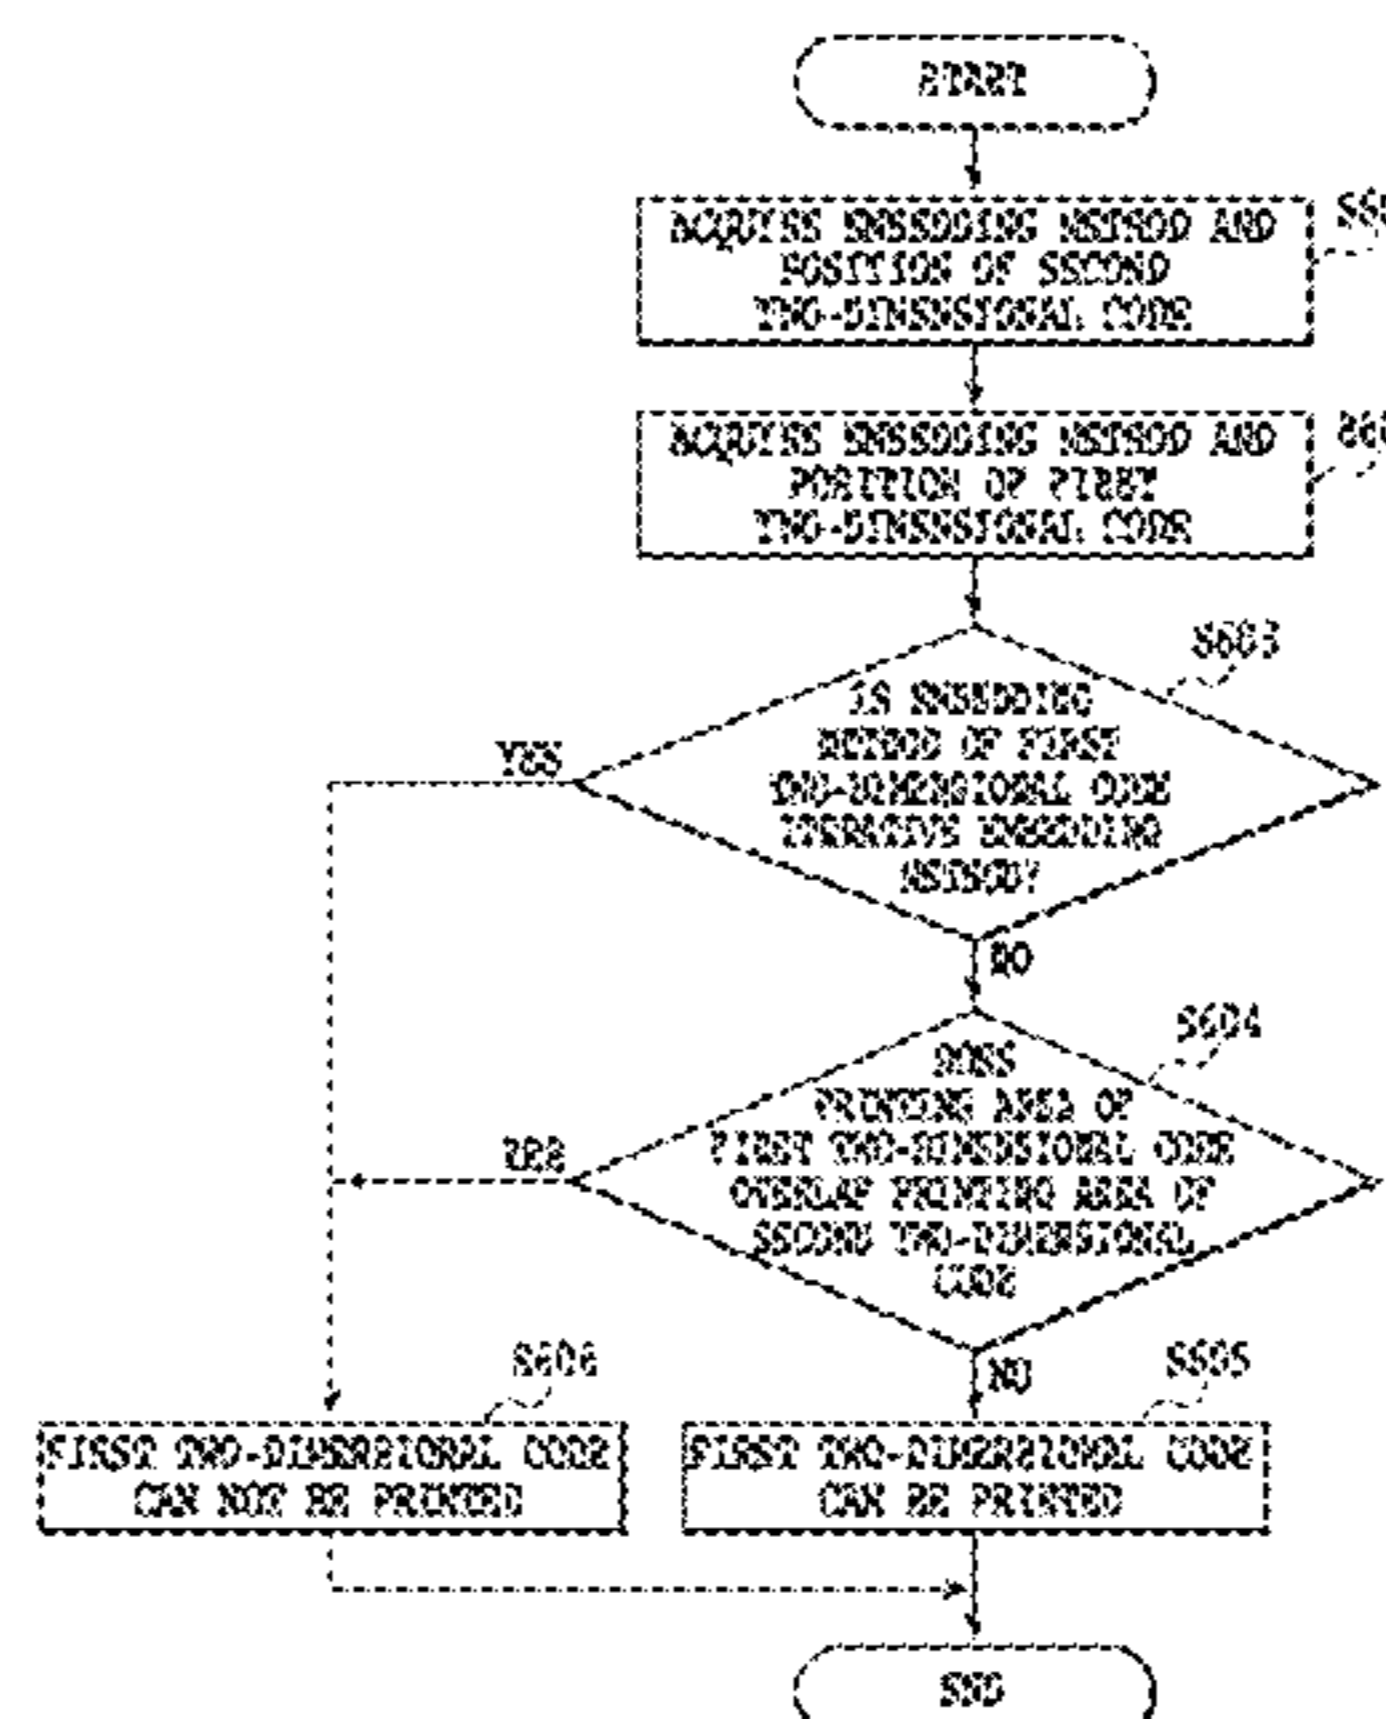 START
ACQUIRE EMBEDDING METHOD AND
POSITION OF SECOND
TWO-DIMENSIONAL CODE
ACQUIRE EMBEDDING METHOD AND
POSITION OF FIRST
TWO-DIMENSIONAL CODE
S603
IS EMBEDDING
METHOD OF FIRST
TWO-DIMENSIONAL CODE
ITERATIVE EMBEDDING
METHOD?
YES
NO
S604
DOES
PRINTING AREA OF
FIRST TWO-DIMENSIONAL CODE
OVERLAP PRINTING AREA OF
SECOND TWO-DIMENSIONAL
CODE
YES
NO
S606
S605
FIRST TWO-DIMENSIONAL CODE
CAN NOT BE PRINTED
FIRST TWO-DIMENSIONAL CODE
CAN BE PRINTED
END